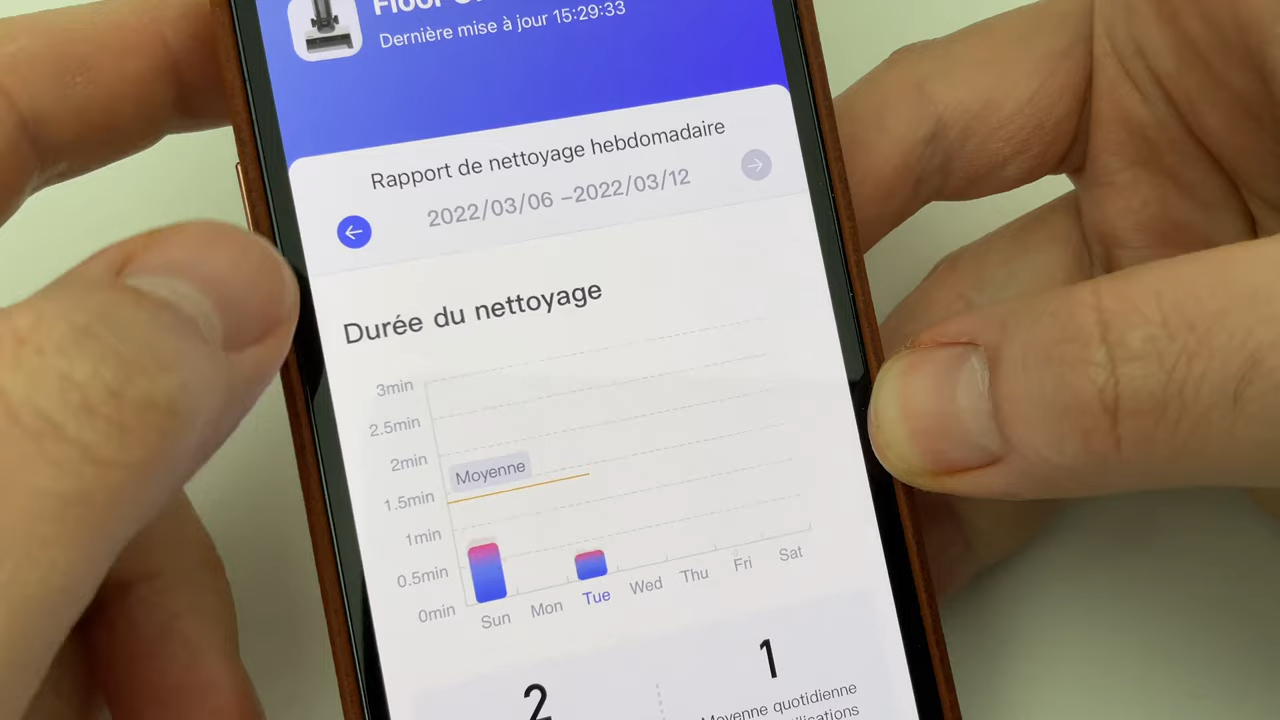 Floor
Dernière mise à jour 15:29:33
Rapport de nettoyage hebdomadaire
2022/03/06 –2022/03/12
Durée du nettoyage
3min
2.5min
2min
Moyenne
1.5min
1min
0.5min
0min
Sun Mon Tue Wed Thu Fri Sat
2
1
Moyenne quotidienne